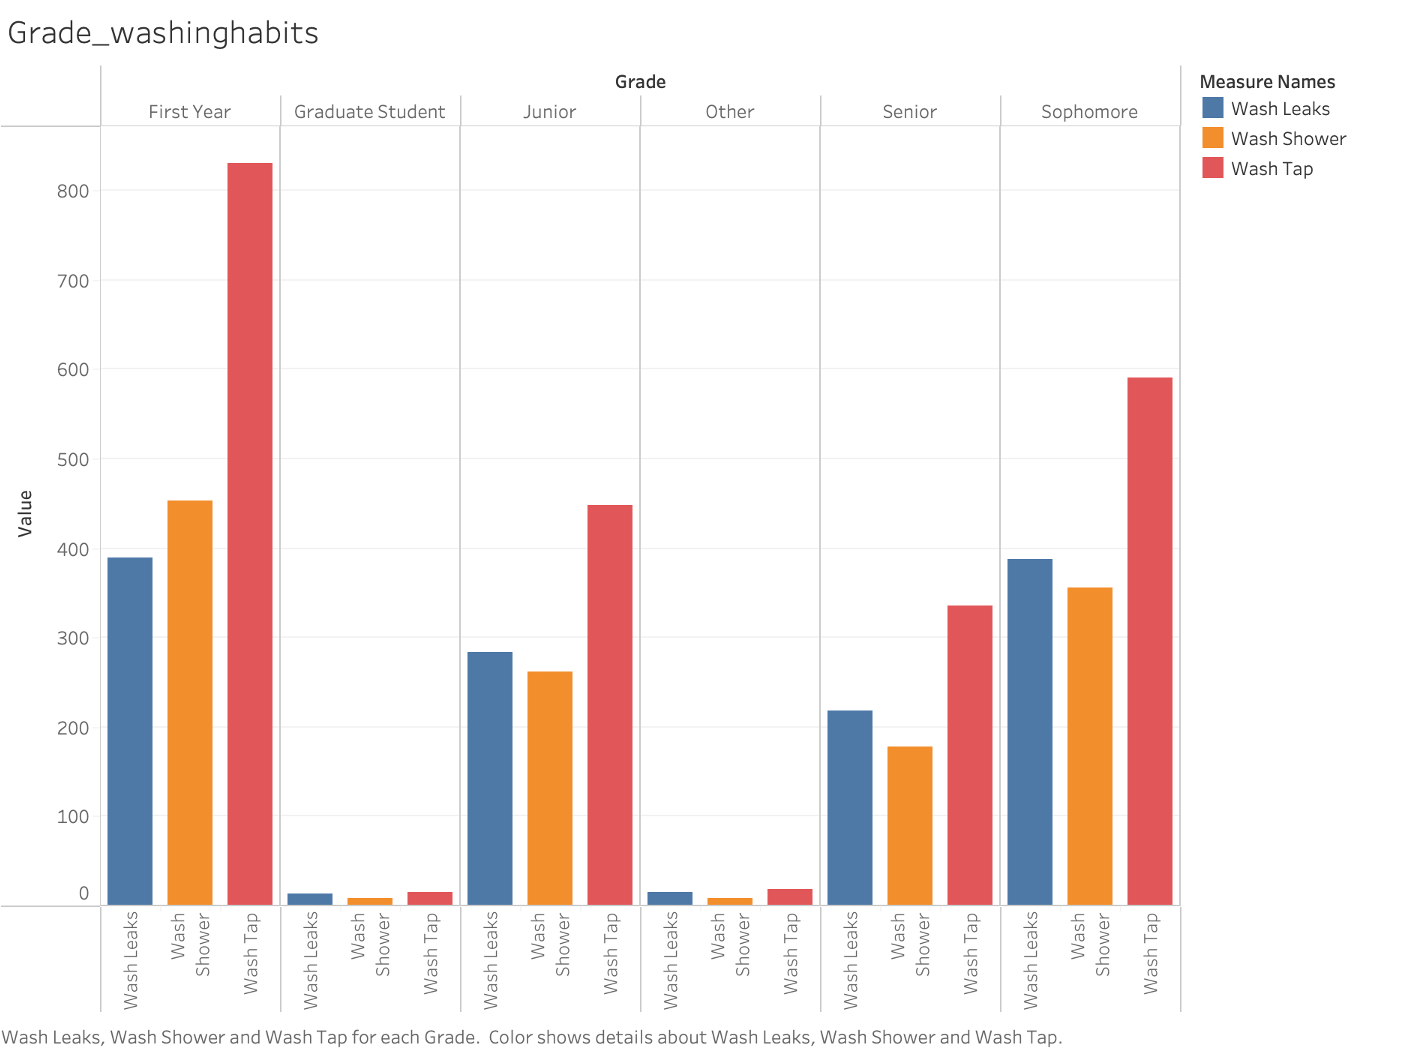 Grade_washinghabits
Grade
First Year Graduate Student Junior Other Senior Sophomore
Measure Names
Wash Leaks
Wash Shower
Wash Tap
Value
800
700
600
500
400
300
200
100
0
Wash Leaks
Wash
Shower
Wash Tap
Wash Leaks
Wash
Shower
Wash Tap
Wash Leaks
Wash
Shower
Wash Tap
Wash Leaks
Wash
Shower
Wash Tap
Wash Leaks
Wash
Shower
Wash Tap
Wash Leaks
Wash
Shower
Wash Tap
Wash Leaks, Wash Shower and Wash Tap for each Grade. Color shows details about Wash Leaks, Wash Shower and Wash Tap.